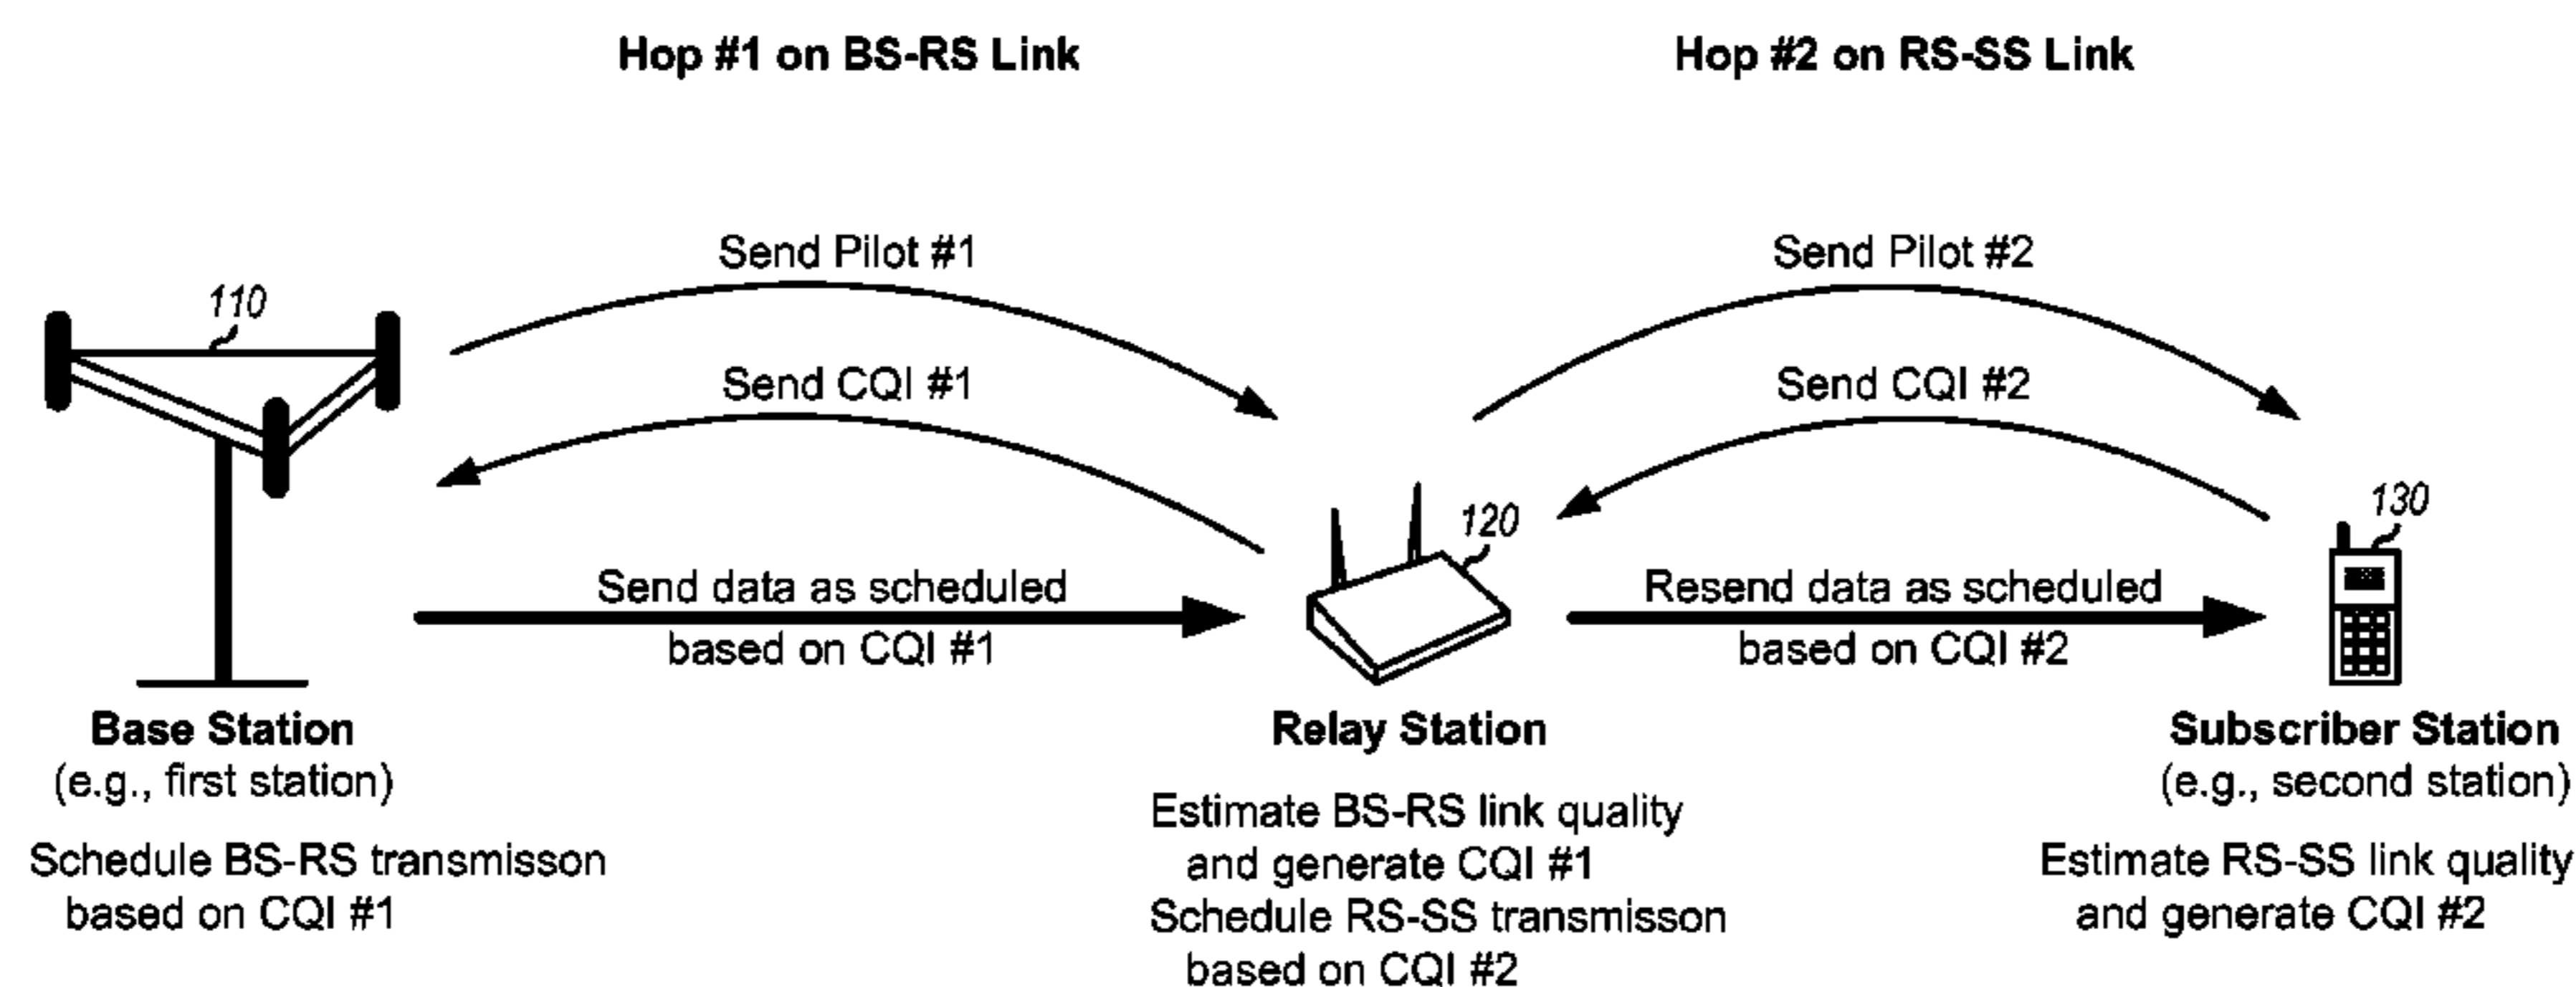 Hop #1 on BS-RS Link
Hop #2 on RS-SS Link
Send Pilot #1
Send Pilot #2
110
Send CQI #1
Send CQI #2
120
130
Send data as scheduled
based on CQI #1
Resend data as scheduled
based on CQI #2
Base Station
(e.g., first station)
Schedule BS-RS transmisson
based on CQI #1
Relay Station
Estimate BS-RS link quality
and generate CQI #1
Schedule RS-SS transmisson
based on CQI #2
Subscriber Station
(e.g., second station)
Estimate RS-SS link quality
and generate CQI #2